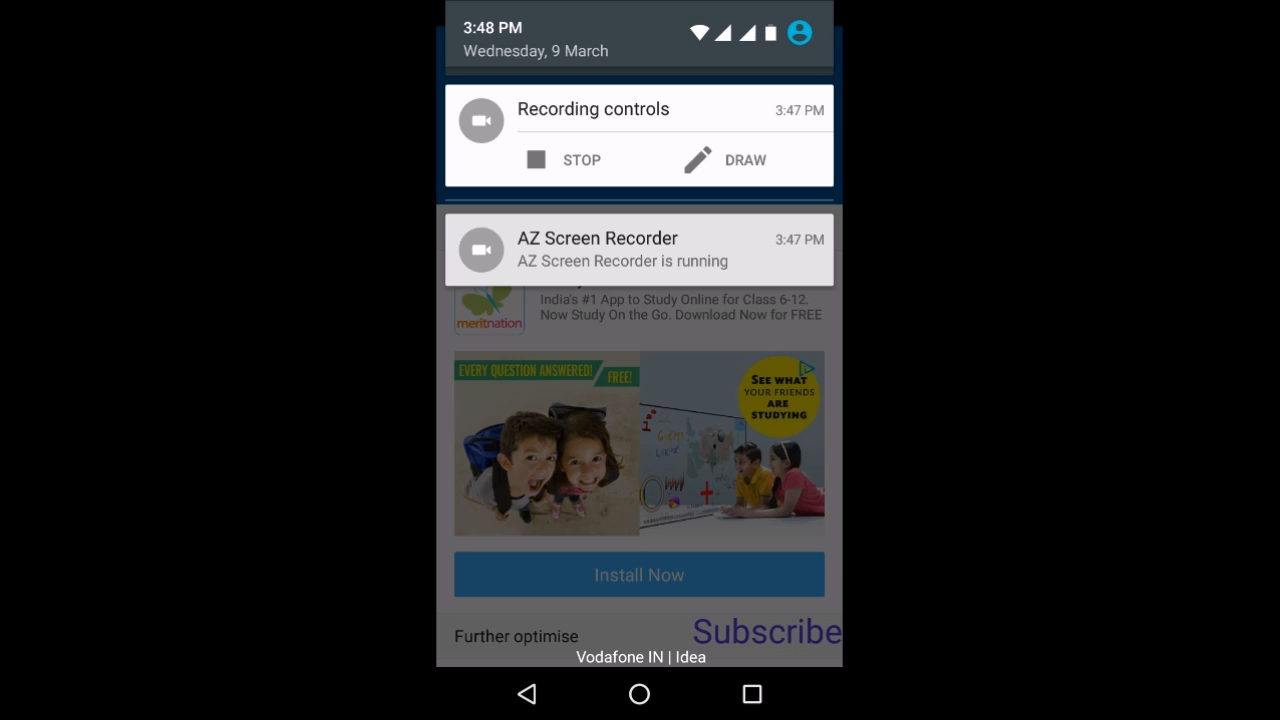 3:48 PM
Wednesday, 9 March
Recording controls 3:47 PM
STOP DRAW
AZ Screen Recorder 3:47 PM
AZ Screen Recorder is running
India's #1 App to Study Online for Class 6-12.
Now Study On the Go. Download Now for FREE
meritnation
EVERY QUESTION ANSWERED! FREE!
SEE WHAT
YOUR FRIENDS
ARE
STUDYING
Install Now
Further optimise
Subscribe
Vodafone IN | Idea